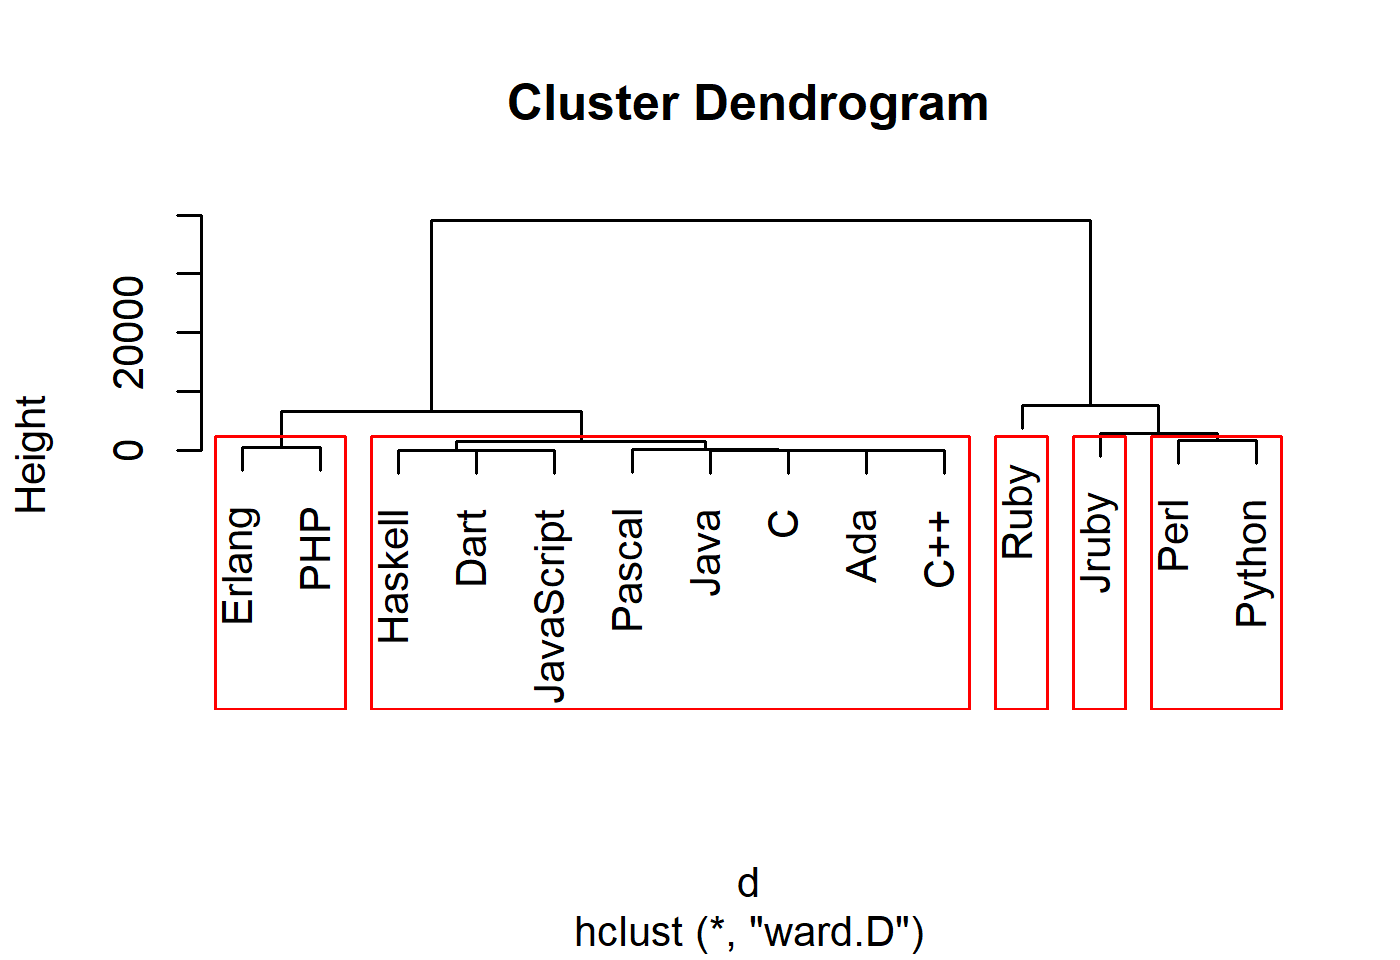 Cluster Dendrogram
Height
0
20000
Erlang
PHP
Haskell
Dart
JavaScript
Pascal
Java
C
Ada
C++
Ruby
Jruby
Perl
Python
d
hclust (*, "ward.D")